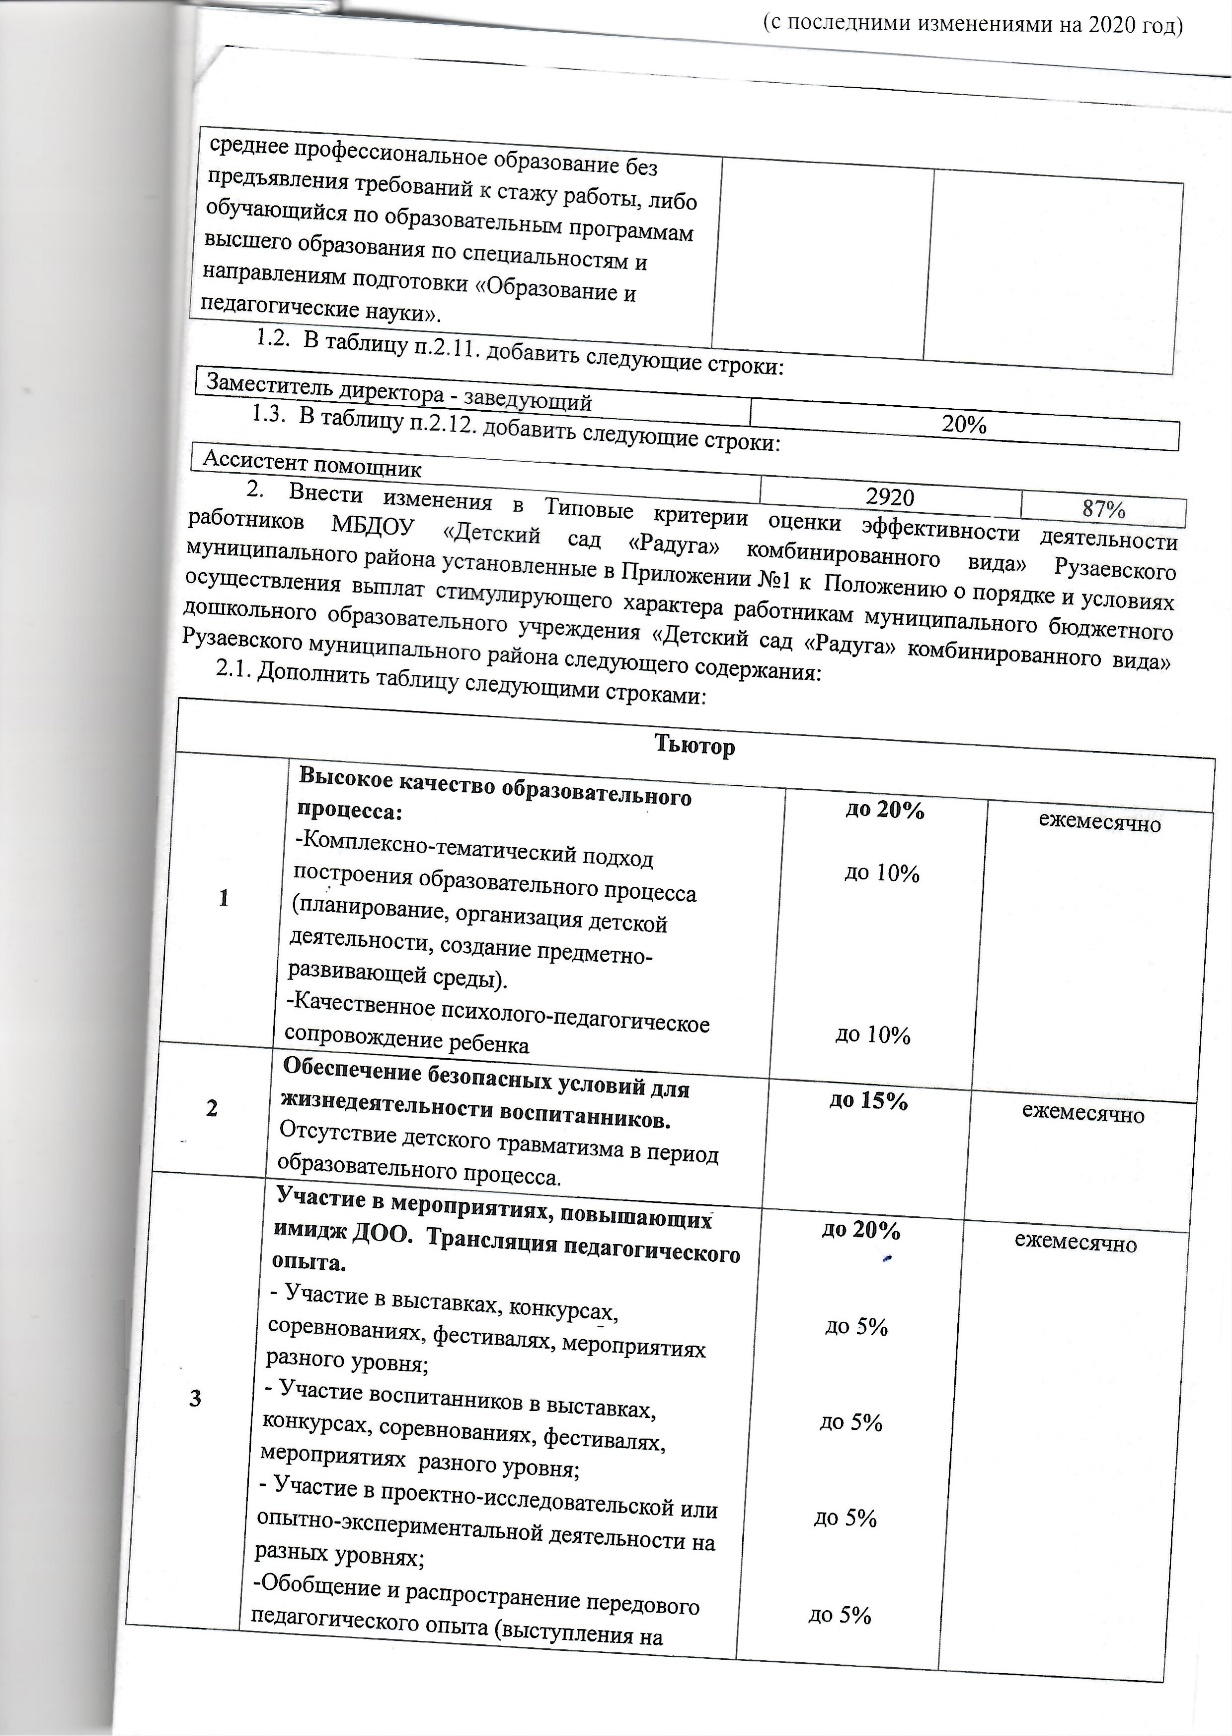 (с последними изменениями на 2020 год)
среднее профессиональное образование без
предъявления требований к стажу работы, либо
обучающийся по образовательным программам
высшего образования по специальностям и
направлениям подготовки «Образование и
педагогические науки».
1.2. В таблицу п.2.11. добавить следующие строки:
Заместитель директора - заведующий 20%
1.3. В таблицу п.2.12. добавить следующие строки:
Ассистент помощник 2920 87%
2. Внести изменения в Типовые критерии оценки эффективности деятельности
работников МБДОУ «Детский сад «Радуга» комбинированного вида» Рузаевского
муниципального района установленные в Приложении №1 к Положению о порядке и условиях
осуществления выплат стимулирующего характера работникам муниципального бюджетного
дошкольного образовательного учреждения «Детский сад «Радуга» комбинированного вида»
Рузаевского муниципального района следующего содержания:
2.1. Дополнить таблицу следующими строками:
Тьютор
1
Высокое качество образовательного
процесса:
-Комплексно-тематический подход
построения образовательного процесса
(планирование, организация детской
деятельности, создание предметно-
развивающей среды).
-Качественное психолого-педагогическое
сопровождение ребенка
до 20%
до 10%
до 10%
ежемесячно
2
Обеспечение безопасных условий для
жизнедеятельности воспитанников.
Отсутствие детского травматизма в период
образовательного процесса.
до 15%
ежемесячно
3
Участие в мероприятиях, повышающих
имидж ДОО. Трансляция педагогического
опыта.
- Участие в выставках, конкурсах,
соревнованиях, фестивалях, мероприятиях
разного уровня;
- Участие воспитанников в выставках,
конкурсах, соревнованиях, фестивалях,
мероприятиях разного уровня;
- Участие в проектно-исследовательской или
опытно-экспериментальной деятельности на
разных уровнях;
-Обобщение и распространение передового
педагогического опыта (выступления на
до 20%
до 5%
до 5%
до 5%
до 5%
ежемесячно